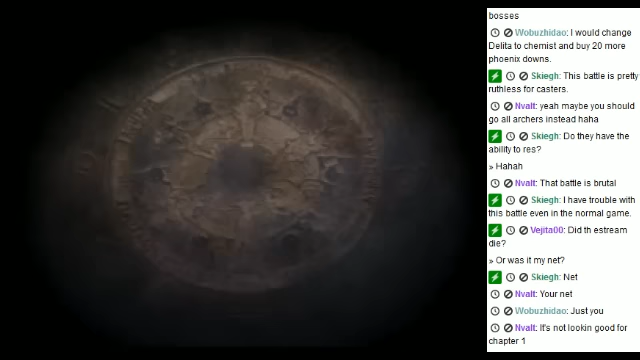 bosses
Wobuzhidao: I would change
Delita to chemist and buy 20 more
phoenix downs.
Skiegh: This battle is pretty
ruthless for casters.
Nvalt: yeah maybe you should
go all archers instead haha
Skiegh: Do they have the
ability to res?
» Hahah
Nvalt: That battle is brutal
Skiegh: I have trouble with
this battle even in the normal game.
Vejita00: Did th estream
die?
» Or was it my net?
Skiegh: Net
Nvalt: Your net
Wobuzhidao: Just you
Nvalt: It's not lookin good for
chapter 1